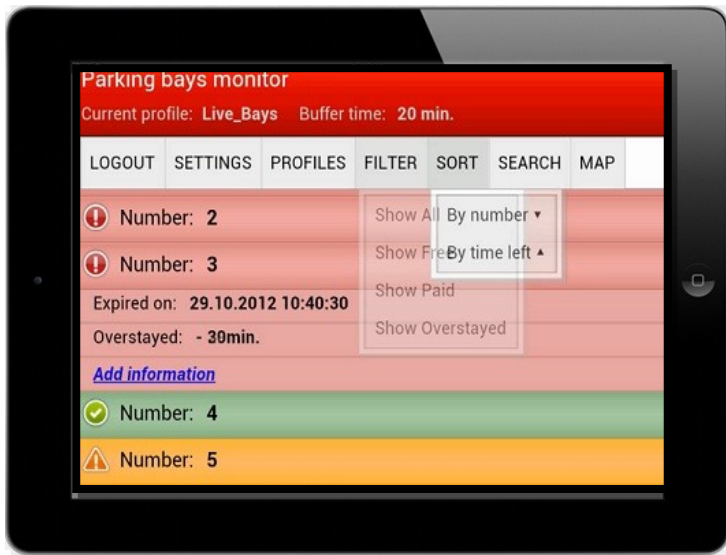 Parking bays monitor
Current profile: Live_Bays Buffer time: 20 min.
LOGOUT SETTINGS PROFILES FILTER SORT SEARCH MAP
Number: 2
Show All
By number ▾
Number: 3
Show Free
By time left ▴
Expired on: 29.10.2012 10:40:30
Show Paid
Overstayed: - 30min.
Show Overstayed
Add information
Number: 4
Number: 5